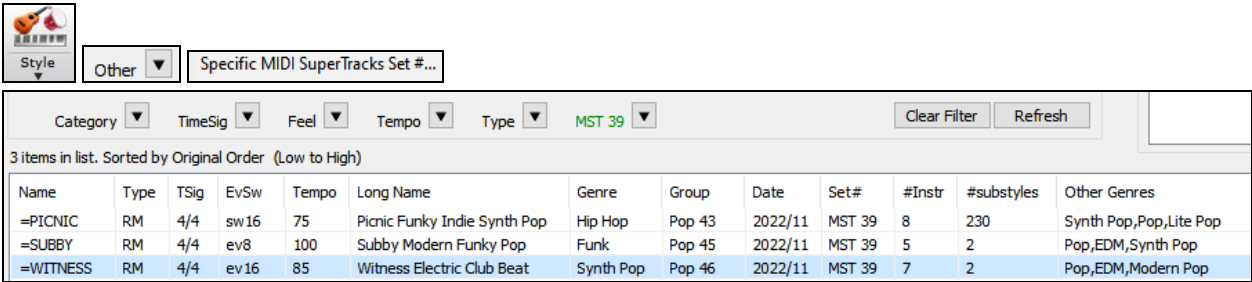 Style
Other
Specific MIDI SuperTracks Set #...
Category TimeSig Feel Tempo Type MST 39 Clear Filter Refresh
3 items in list. Sorted by Original Order (Low to High)
Name Type TSig EvSw Tempo Long Name Genre Group Date Set# #Instr #substyles Other Genres
=PICNIC RM 4/4 sw16 75 Picnic Funky Indie Synth Pop Hip Hop Pop 43 2022/11 MST 39 8 230 Synth Pop,Pop,Lite Pop
=SUBBY RM 4/4 ev8 100 Subby Modern Funky Pop Funk Pop 45 2022/11 MST 39 5 2 Pop,EDM,Synth Pop
=WITNESS RM 4/4 ev16 85 Witness Electric Club Beat Synth Pop Pop 46 2022/11 MST 39 7 2 Pop,EDM,Modern Pop